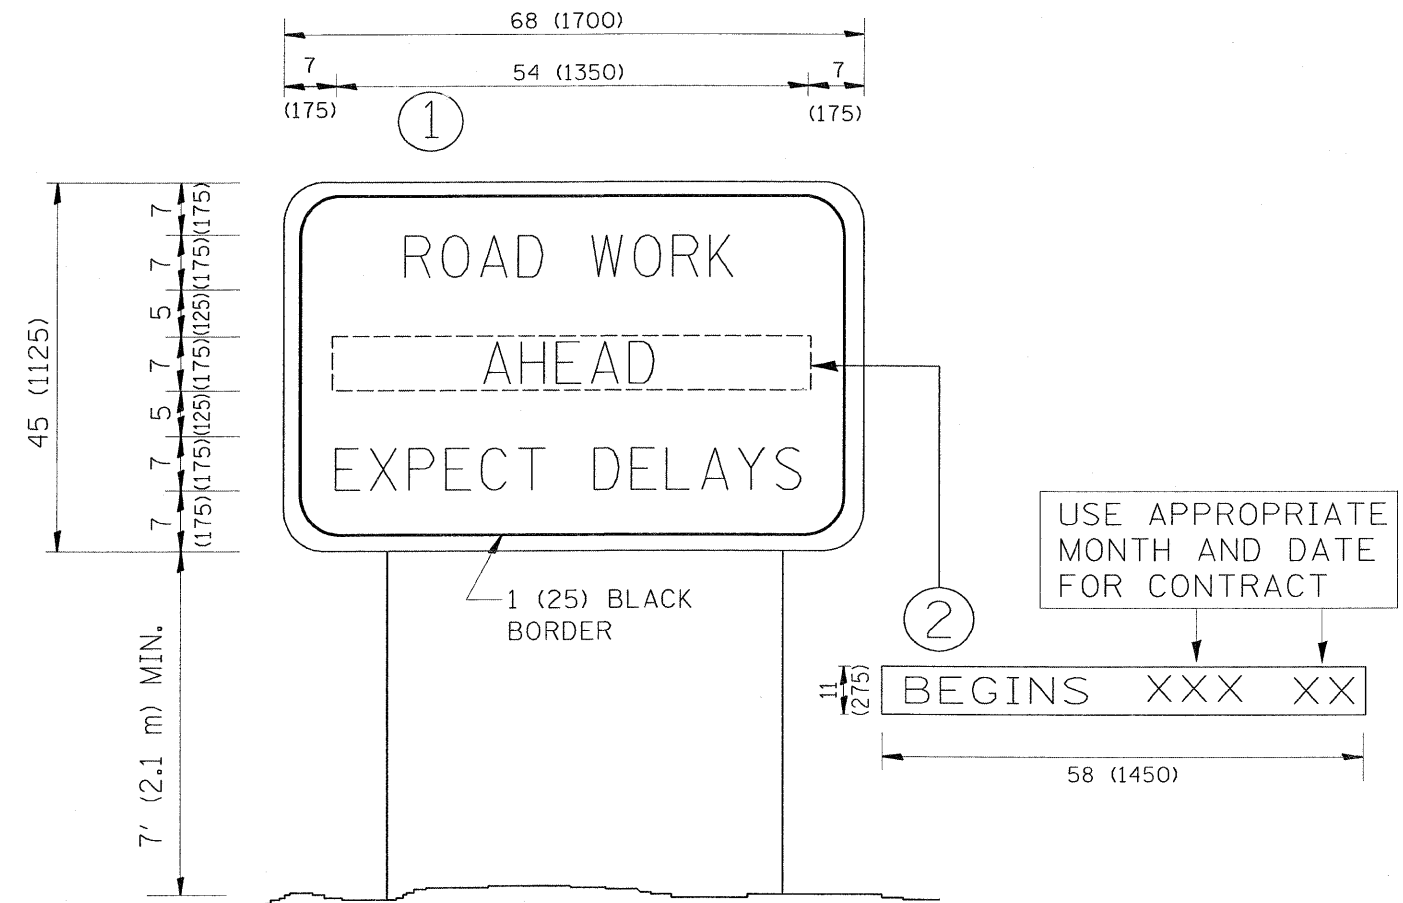 68 (1700)
7
54 (1350)
7
(175)
(175)
1
7
(175)
7
(175)
5
(125)
7
(175)
5
(125)
7
(175)
7
(175)
45 (1125)
ROAD WORK
AHEAD
EXPECT DELAYS
1 (25) BLACK
BORDER
7' (2.1 m) MIN.
USE APPROPRIATE
MONTH AND DATE
FOR CONTRACT
2
11
(275)
BEGINS XXX XX
58 (1450)